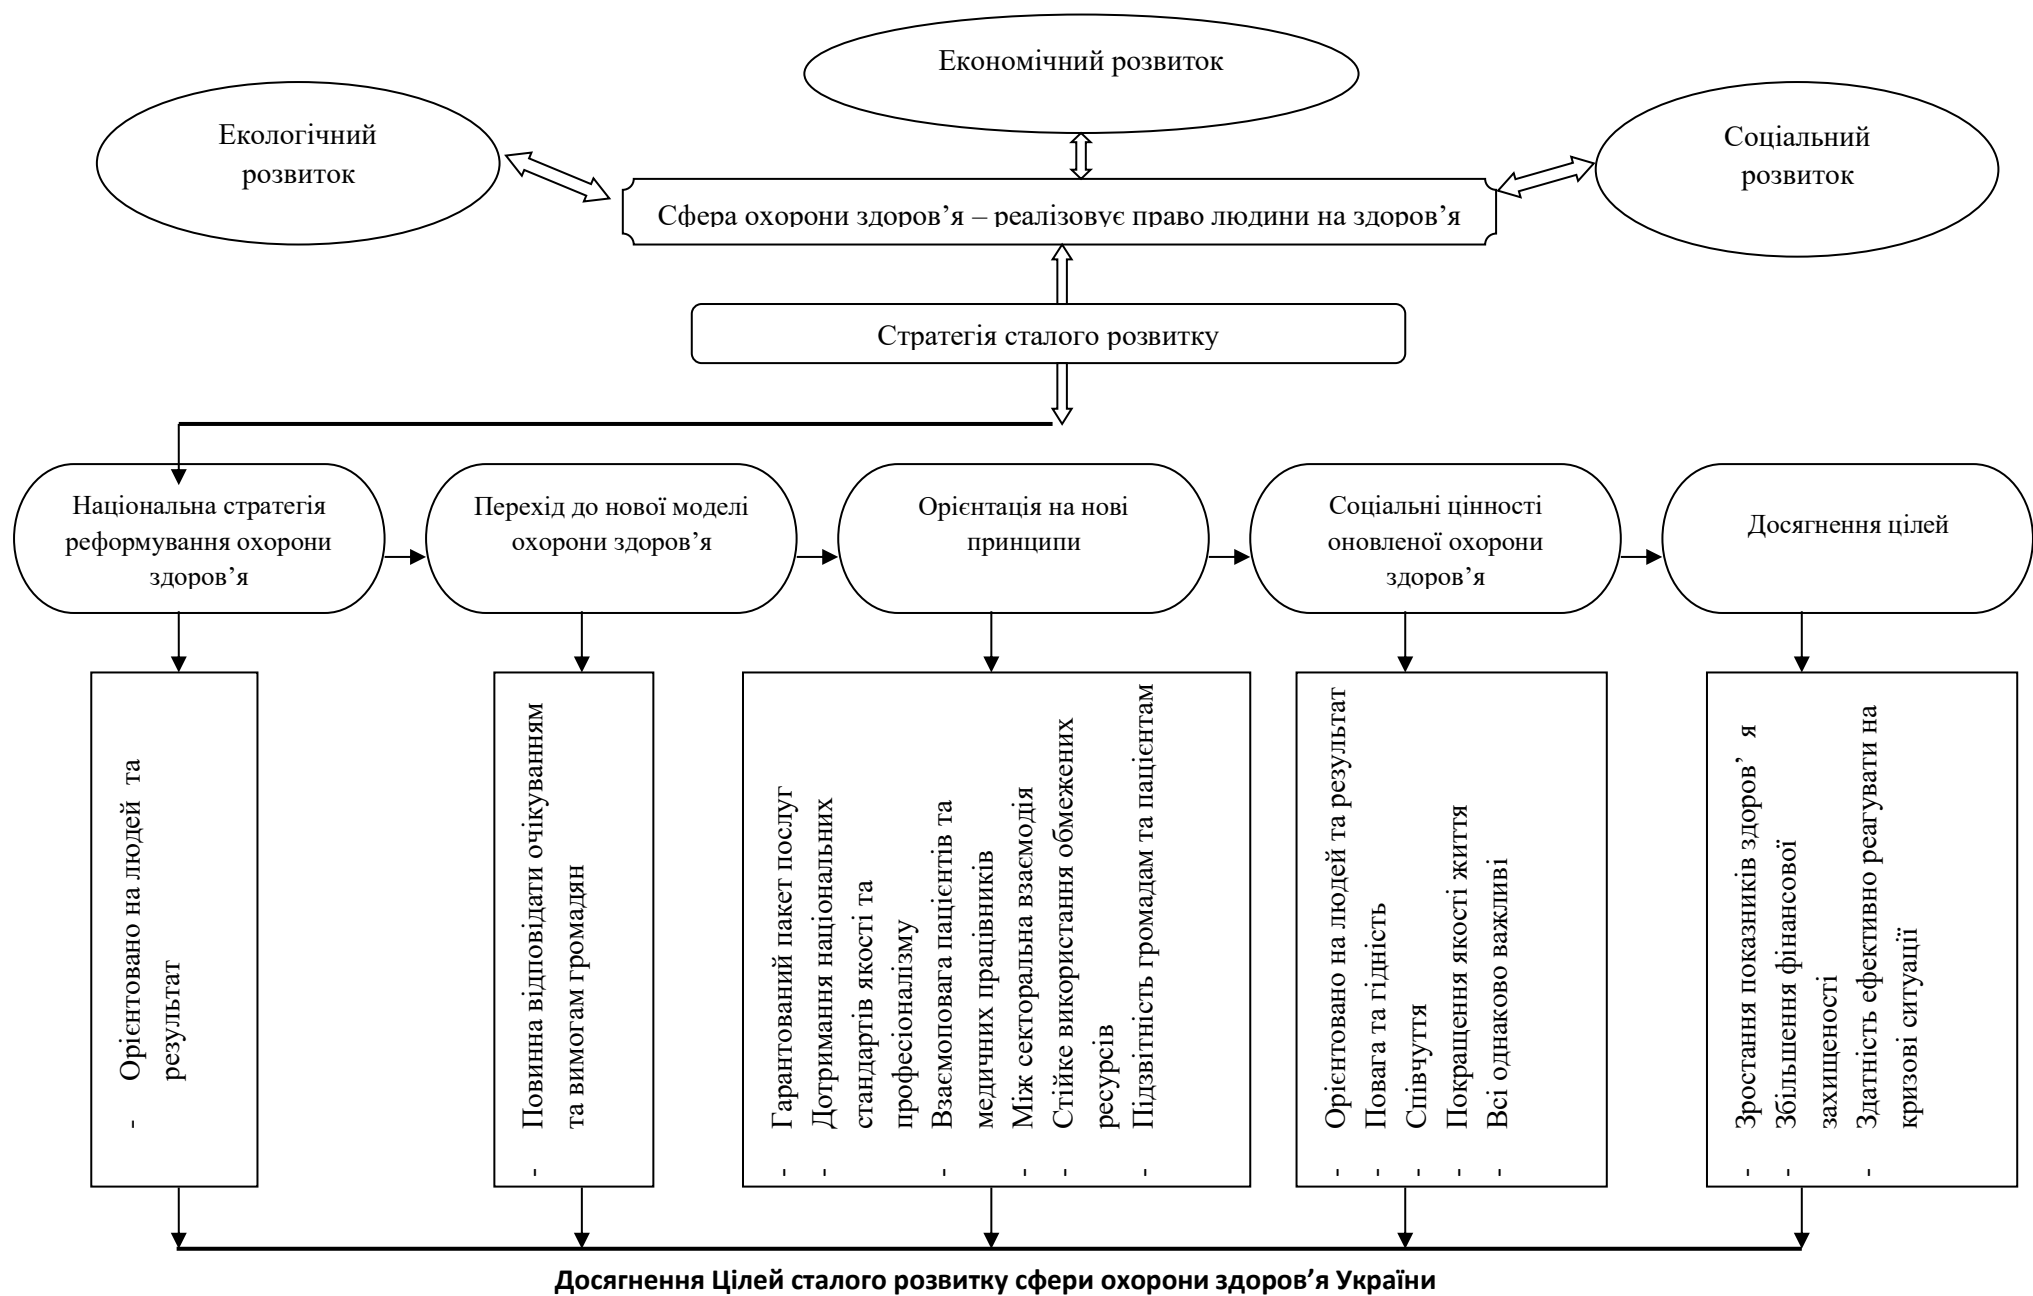 Економічний розвиток
Екологічний
розвиток
Соціальний
розвиток
Сфера охорони здоров’я – реалізовує право людини на здоров’я
Стратегія сталого розвитку
Національна стратегія
реформування охорони
здоров’я
Перехід до нової моделі
охорони здоров’я
Орієнтація на нові
принципи
Соціальні цінності
оновленої охорони
здоров’я
Досягнення цілей
- Орієнтовано на людей та
результат
- Повинна відповідати очікуванням
та вимогам громадян
- Гарантований пакет послуг
- Дотримання національних
стандартів якості та
професіоналізму
- Взаємоповага пацієнтів та
медичних працівників
- Між секторальна взаємодія
- Стійке використання обмежених
ресурсів
- Підзвітність громадам та пацієнтам
- Орієнтовано на людей та результат
- Повага та гідність
- Співчуття
- Покращення якості життя
- Всі однаково важливі
- Зростання показників здоров’ я
- Збільшення фінансової
захищеності
- Здатність ефективно реагувати на
кризові ситуації
Досягнення Цілей сталого розвитку сфери охорони здоров’я України